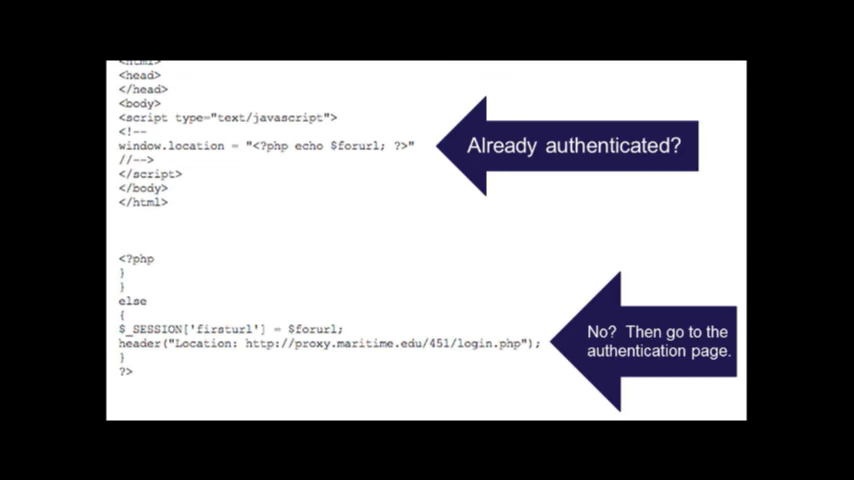 <html>
<head>
</head>
<body>
<script type="text/javascript">
<!--
window.location = "<?php echo $forurl; ?>"
//-->
</script>
</body>
</html>
Already authenticated?
<?php
}
}
else
{
$_SESSION['firsturl'] = $forurl;
header("Location: http://proxy.maritime.edu/451/login.php");
}
?>
No? Then go to the
authentication page.